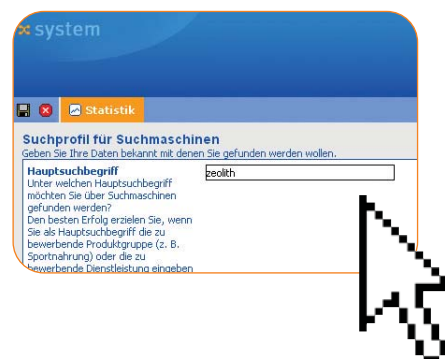 x system
Statistik
Suchprofil für Suchmaschinen
Geben Sie Ihre Daten bekannt mit denen Sie gefunden werden wollen.
Hauptsuchbegriff
zeolith
Unter welchen Hauptsuchbegriff
möchten Sie über Suchmaschinen
gefunden werden?
Den besten Erfolg erzielen Sie, wenn
Sie als Hauptsuchbegriff die zu
bewerbende Produktgruppe (z. B.
Sportnahrung) oder die zu
bewerbende Dienstleistung eingeben